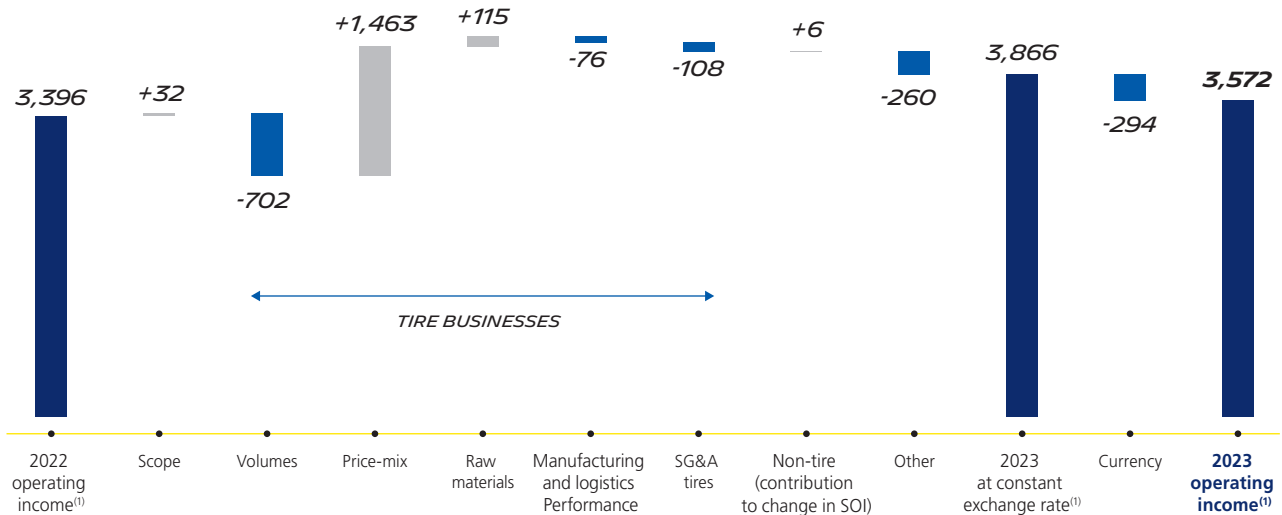 +1,463
+115
+6
3,396
+32
-76
-108
3,866
3,572
-702
-260
-294
TIRE BUSINESSES
2022
operating
income(1)
Scope
Volumes
Price-mix
Raw
materials
Manufacturing
and logistics
Performance
SG&A
tires
Non-tire
(contribution
to change in SOI)
Other
2023
at constant
exchange rate(1)
Currency
2023
operating
income(1)